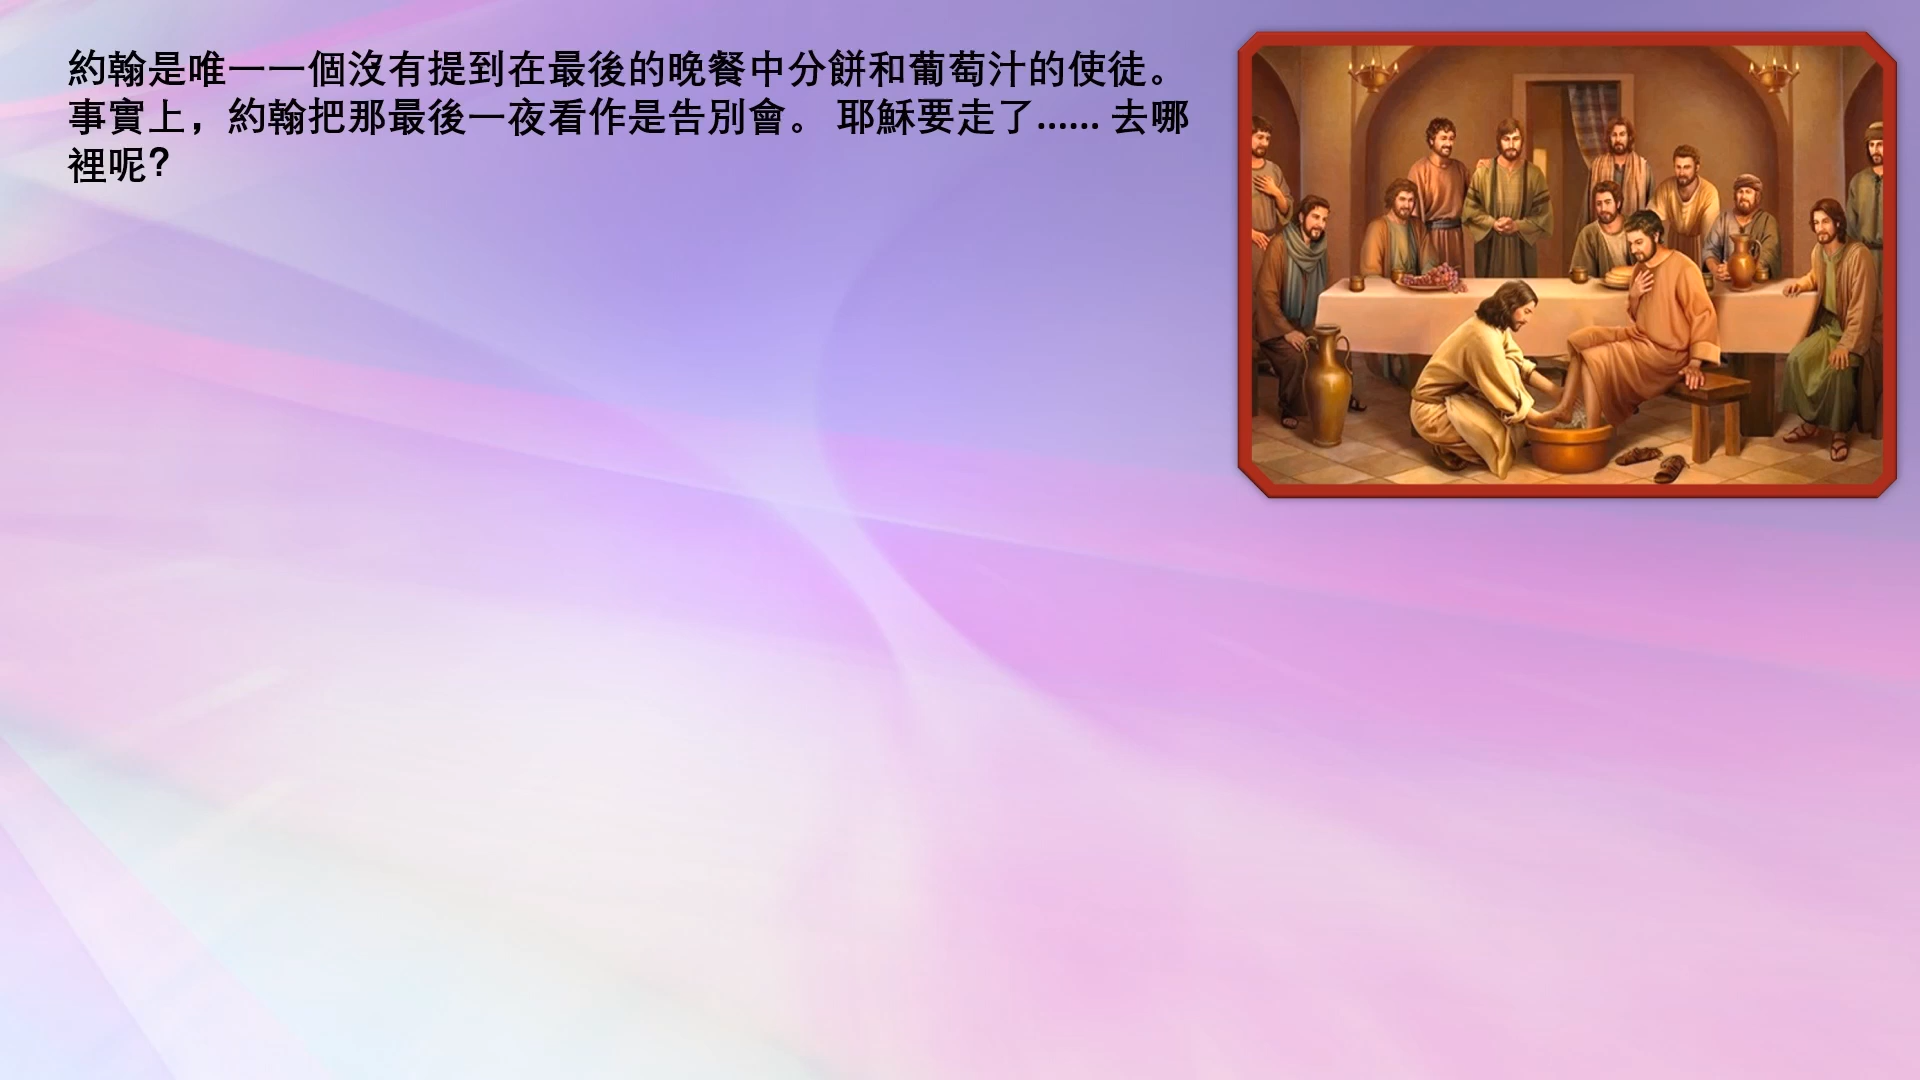 約翰是唯一一個沒有提到在最後的晚餐中分餅和葡萄汁的使徒。
事實上，約翰把那最後一夜看作是告別會。 耶穌要走了...... 去哪
裡呢？